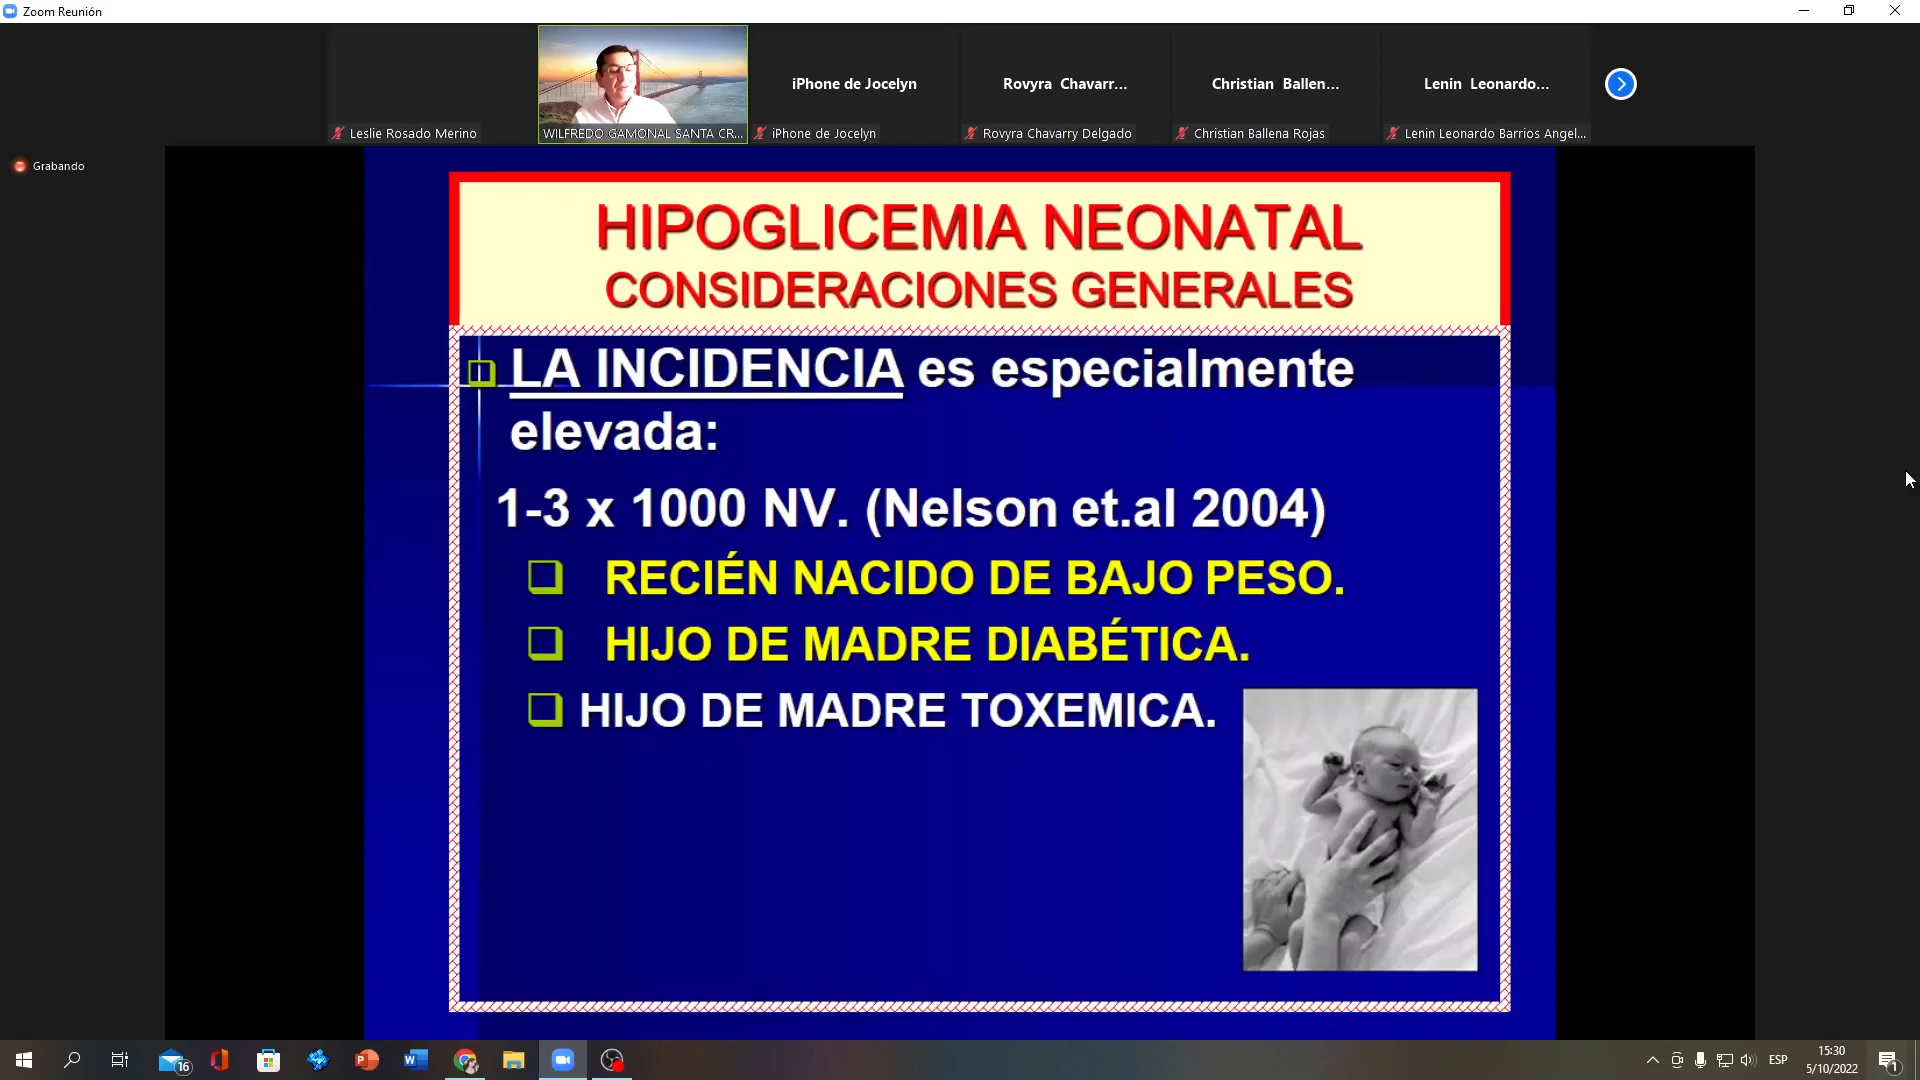 Zoom Reunión
iPhone de Jocelyn
Rovyra Chavarr...
Christian Ballen...
Lenin Leonardo...
Leslie Rosado Merino
WILFREDO GAMONAL SANTA CR...
iPhone de Jocelyn
Rovyra Chavarry Delgado
Christian Ballena Rojas
Lenin Leonardo Barrios Angel...
Grabando
HIPOGLICEMIA NEONATAL
CONSIDERACIONES GENERALES
LA INCIDENCIA es especialmente
elevada:
1-3 x 1000 NV. (Nelson et.al 2004)
RECIÉN NACIDO DE BAJO PESO.
HIJO DE MADRE DIABÉTICA.
HIJO DE MADRE TOXEMICA.
16
ESP
15:30
5/10/2022
1